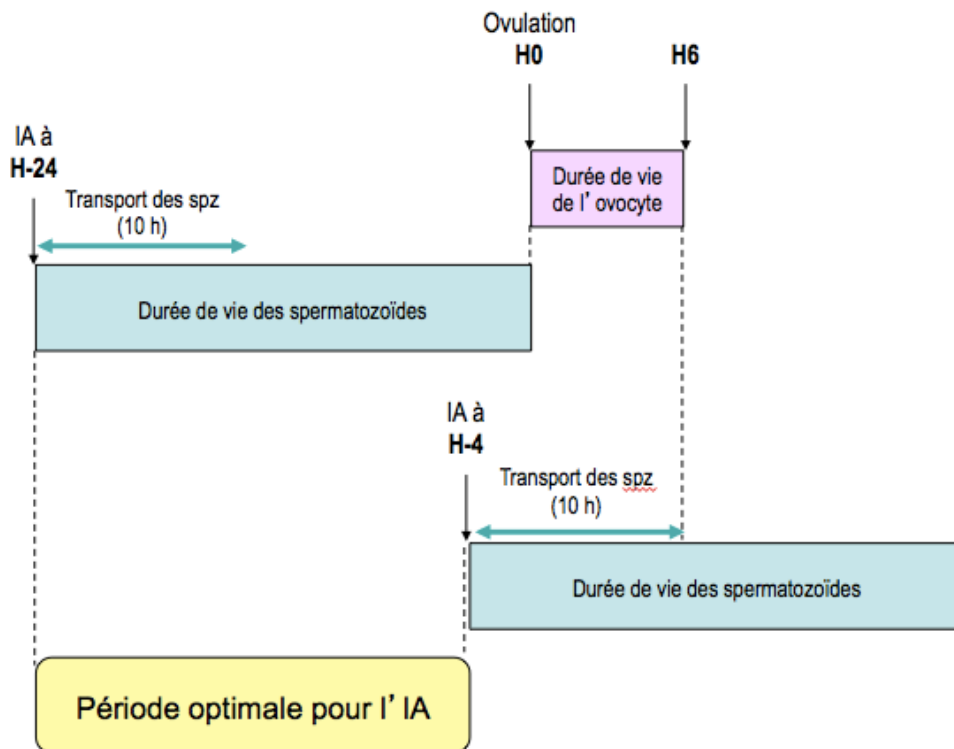 Ovulation
H0
H6
IA à
H-24
Transport des spz
(10 h)
Durée de vie
de l’ ovocyte
Durée de vie des spermatozoïdes
IA à
H-4
Transport des spz
(10 h)
Durée de vie des spermatozoïdes
Période optimale pour l’ IA